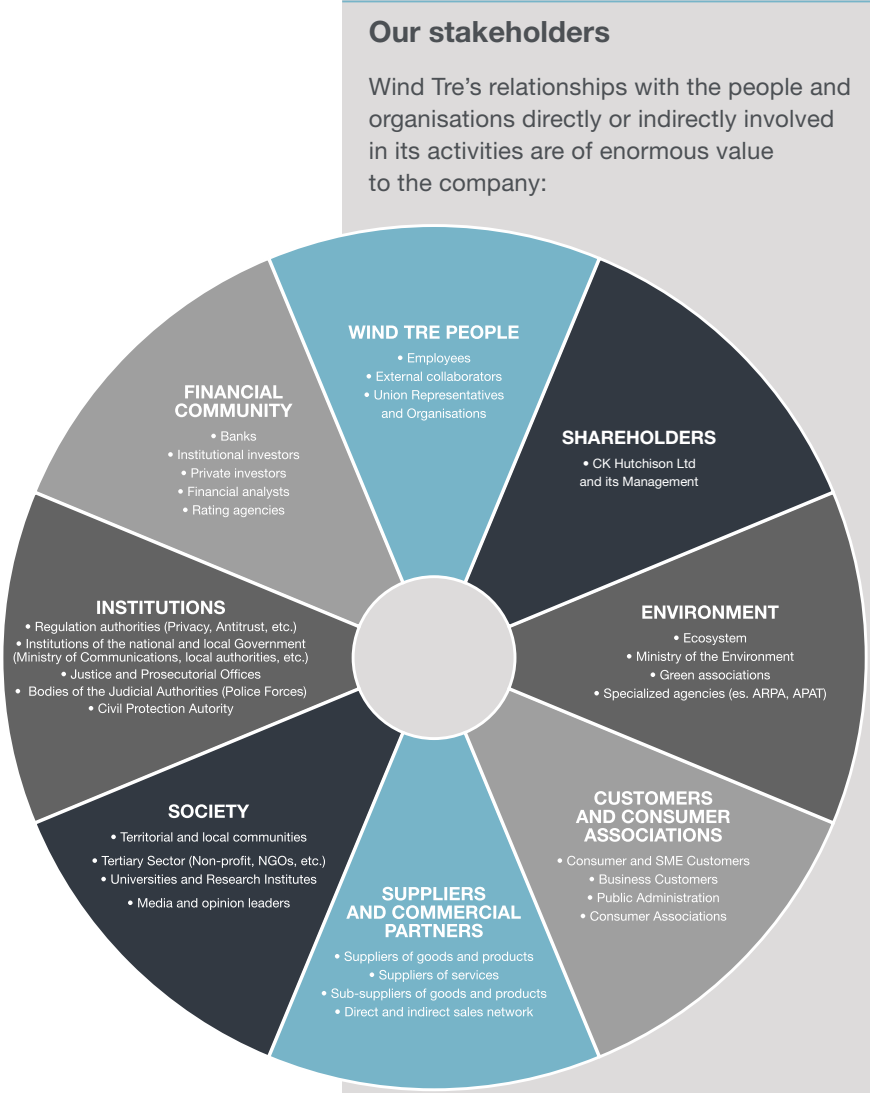 Our stakeholders
Wind Tre’s relationships with the people and
organisations directly or indirectly involved
in its activities are of enormous value
to the company:
WIND TRE PEOPLE
• Employees
• External collaborators
• Union Representatives
and Organisations
SHAREHOLDERS
• CK Hutchison Ltd
and its Management
ENVIRONMENT
• Ecosystem
• Ministry of the Environment
• Green associations
• Specialized agencies (es. ARPA, APAT)
CUSTOMERS
AND CONSUMER
ASSOCIATIONS
• Consumer and SME Customers
• Business Customers
• Public Administration
• Consumer Associations
SUPPLIERS
AND COMMERCIAL
PARTNERS
• Suppliers of goods and products
• Suppliers of services
• Sub-suppliers of goods and products
• Direct and indirect sales network
SOCIETY
• Territorial and local communities
• Tertiary Sector (Non-profit, NGOs, etc.)
• Universities and Research Institutes
• Media and opinion leaders
INSTITUTIONS
• Regulation authorities (Privacy, Antitrust, etc.)
• Institutions of the national and local Government
(Ministry of Communications, local authorities, etc.)
• Justice and Prosecutorial Offices
• Bodies of the Judicial Authorities (Police Forces)
• Civil Protection Autority
FINANCIAL
COMMUNITY
• Banks
• Institutional investors
• Private investors
• Financial analysts
• Rating agencies